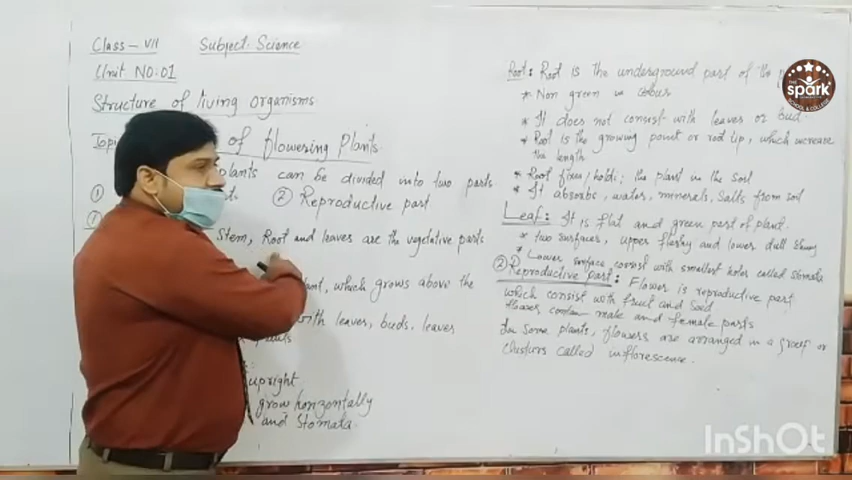 Class - VII Subject: Science
Unit NO: 01
Structure of living organisms
of flowering Plants
plants can be divided into two parts
① ② Reproductive part
①
Stem, Root and leaves are the vegetative parts
which grows above the
with leaves, buds, leaves
upright
grow horizontally
and Stomata
Root: Root is the underground part of the
* Non green in colour
* It does not consist with leaves or bud.
* Root is the growing point or root tip, which increase
the length
* Root fixes/holds the plant in the soil
* It absorbs, water, minerals, salts from soil
Leaf: It is flat and green part of plant.
* two surfaces, upper and lower dull
* Lower surface consist with smallest holes called stomata
② Reproductive part: Flower is reproductive part
which consist with fruit and seed
flower contain male and female parts
In some plants, flowers are arranged in a group or
clusters called inflorescence.
THE
spark
SCHOOL & COLLEGE
InShOt